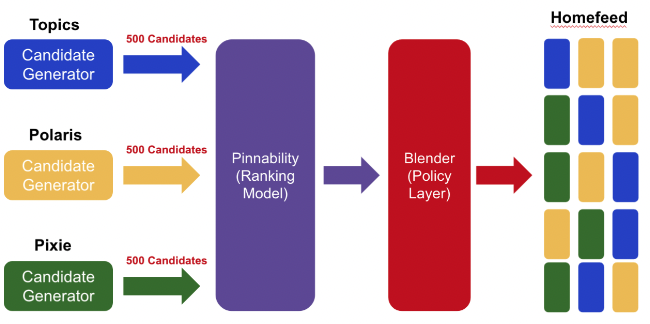 Topics
500 Candidates
Candidate
Generator
Polaris
500 Candidates
Candidate
Generator
Pixie
500 Candidates
Candidate
Generator
Pinnability
(Ranking
Model)
Blender
(Policy
Layer)
Homefeed